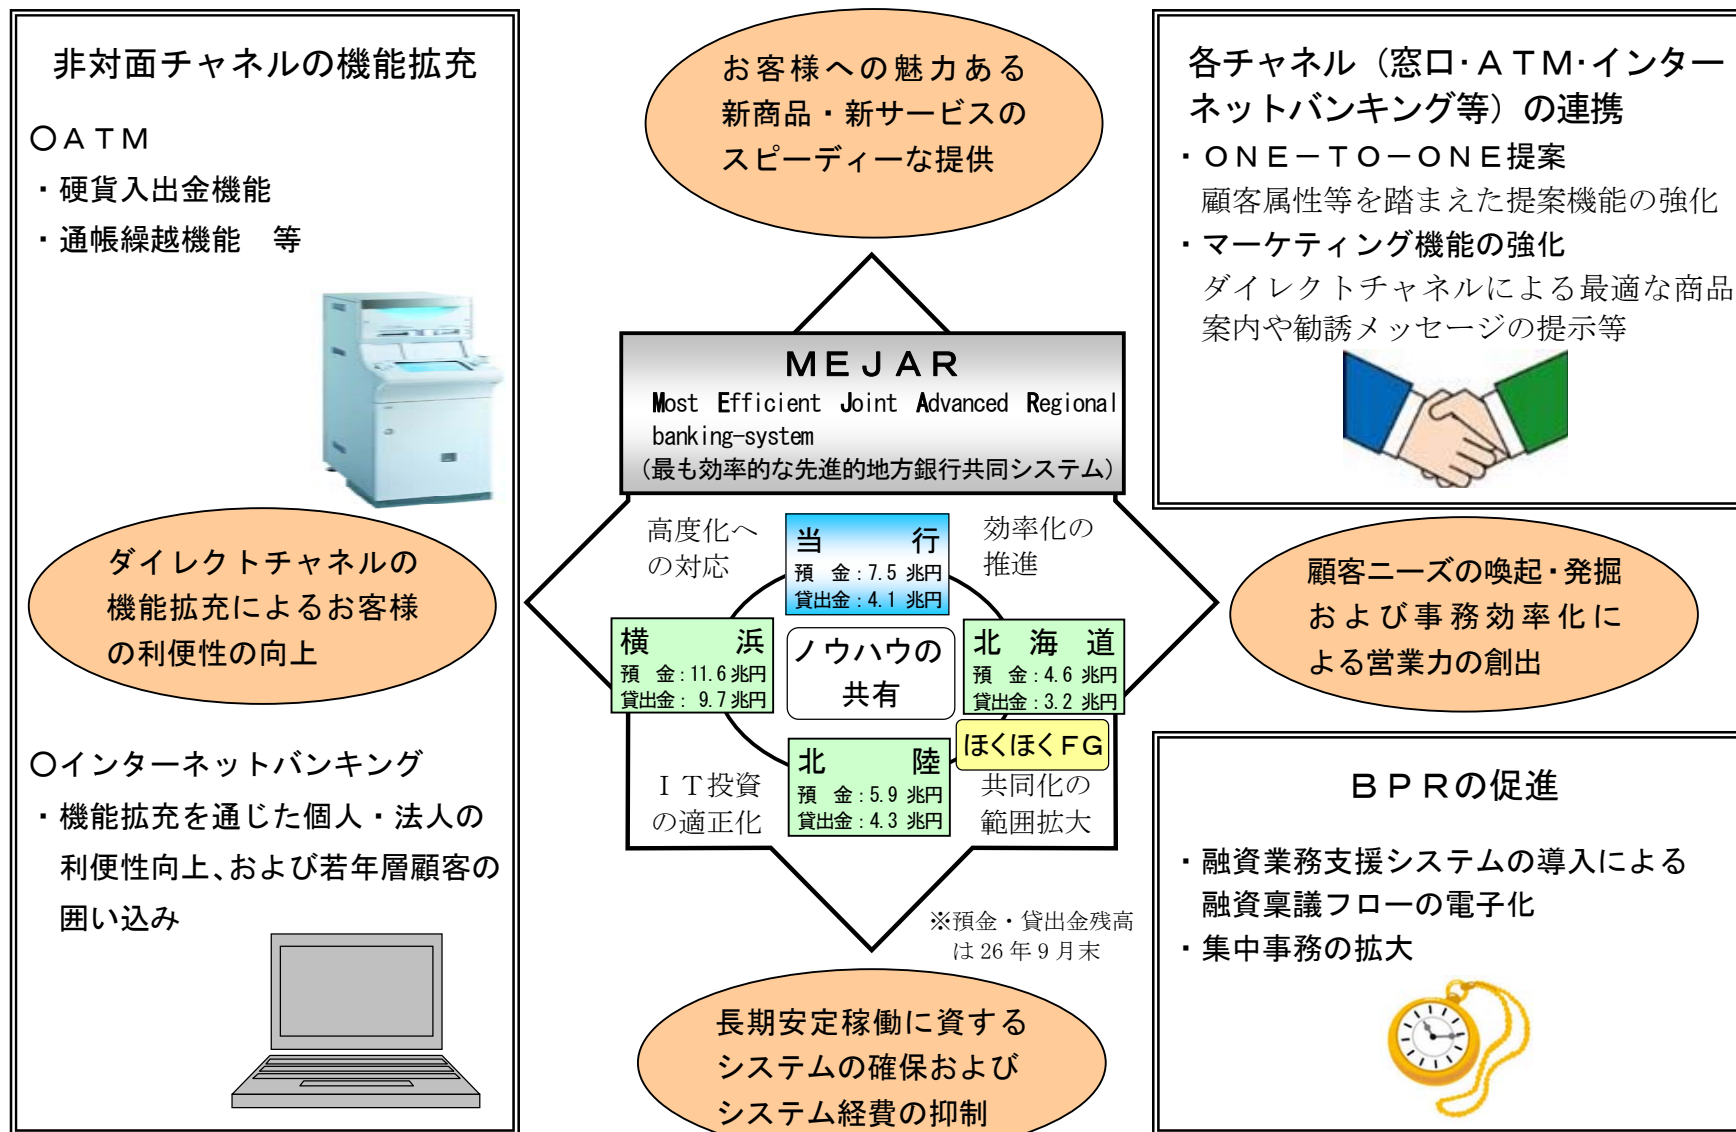 非対面チャネルの機能拡充
〇ＡＴＭ
・硬貨入出金機能
・通帳繰越機能　等
ダイレクトチャネルの
機能拡充によるお客様
の利便性の向上
〇インターネットバンキング
・機能拡充を通じた個人・法人の
利便性向上、および若年層顧客の
囲い込み
お客様への魅力ある
新商品・新サービスの
スピーディーな提供
ＭＥＪＡＲ
Most Efficient Joint Advanced Regional
banking-system
（最も効率的な先進的地方銀行共同システム）
高度化へ
の対応
効率化の
推進
当　行
預　金：7.5 兆円
貸出金：4.1 兆円
横　浜
預　金：11.6 兆円
貸出金： 9.7 兆円
ノウハウの
共有
北　海　道
預　金：4.6 兆円
貸出金：3.2 兆円
ほくほくＦＧ
北　陸
預　金：5.9 兆円
貸出金：4.3 兆円
ＩＴ投資
の適正化
共同化の
範囲拡大
※預金・貸出金残高
は 26 年 9 月末
長期安定稼働に資する
システムの確保および
システム経費の抑制
各チャネル（窓口・ＡＴＭ・インター
ネットバンキング等）の連携
・ＯＮＥ－ＴＯ－ＯＮＥ提案
顧客属性等を踏まえた提案機能の強化
・マーケティング機能の強化
ダイレクトチャネルによる最適な商品
案内や勧誘メッセージの提示等
顧客ニーズの喚起・発掘
および事務効率化に
よる営業力の創出
ＢＰＲの促進
・融資業務支援システムの導入による
融資稟議フローの電子化
・集中事務の拡大